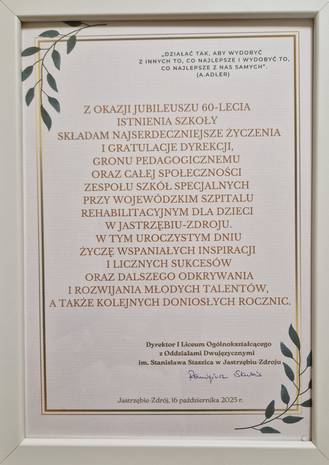 „DZIAŁAĆ TAK, ABY WYDOBYĆ
Z INNYCH TO, CO NAJLEPSZE I WYDOBYĆ TO,
CO NAJLEPSZE Z NAS SAMYCH”.
(A.ADLER)
Z OKAZJI JUBILEUSZU 60-LECIA
ISTNIENIA SZKOŁY
SKŁADAM NAJSERDECZNIEJSZE ŻYCZENIA
I GRATULACJE DYREKCJI,
GRONU PEDAGOGICZNEMU
ORAZ CAŁEJ SPOŁECZNOŚCI
ZESPOŁU SZKÓŁ SPECJALNYCH
PRZY WOJEWÓDZKIM SZPITALU
REHABILITACYJNYM DLA DZIECI
W JASTRZĘBIU-ZDROJU.
W TYM UROCZYSTYM DNIU
ŻYCZĘ WSPANIAŁYCH INSPIRACJI
I LICZNYCH SUKCESÓW
ORAZ DALSZEGO ODKRYWANIA
I ROZWIJANIA MŁODYCH TALENTÓW,
A TAKŻE KOLEJNYCH DONIOSŁYCH ROCZNIC.
Dyrektor I Liceum Ogólnokształcącego
z Oddziałami Dwujęzycznymi
im. Stanisława Staszica w Jastrzębiu-Zdroju
Jastrzębie-Zdrój, 16 października 2025 r.